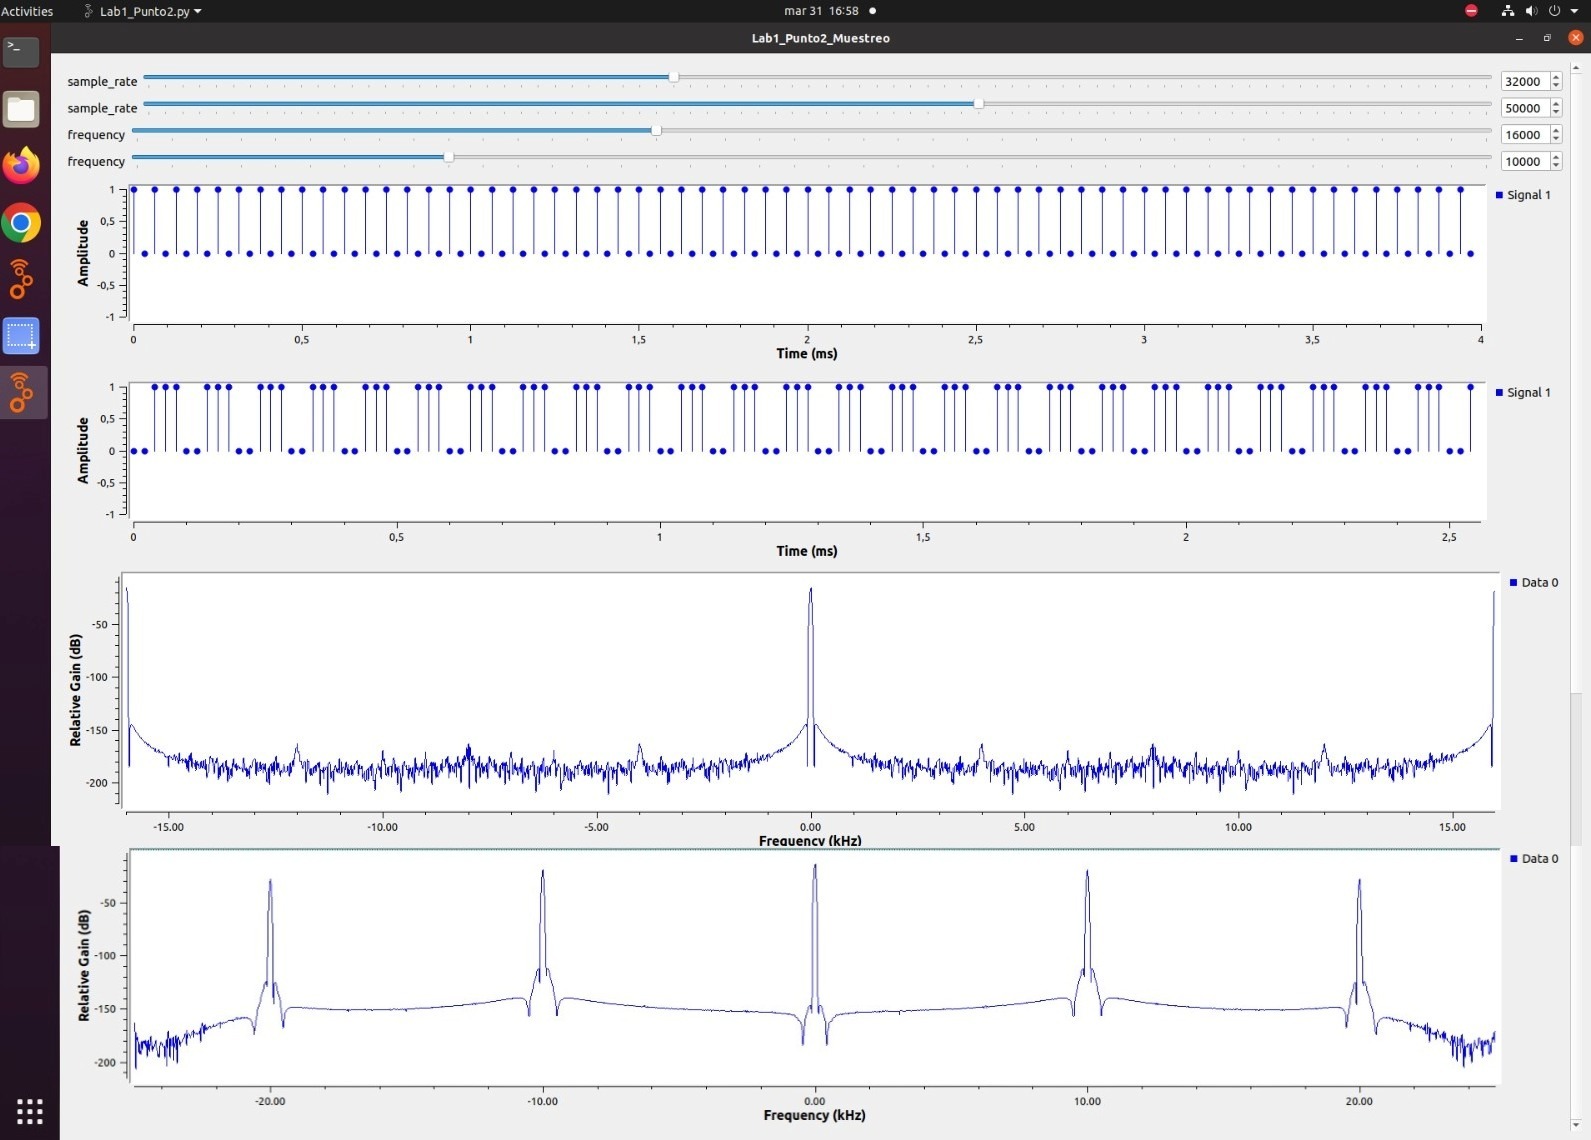 Activities Lab1_Punto2.py mar 31 16:58
Lab1_Punto2_Muestreo
sample_rate 32000
sample_rate 50000
frequency 16000
frequency 10000
Signal 1
Amplitude
1
0,5
0
-0,5
-1
0 0,5 1 1,5 2 2,5 3 3,5 4
Time (ms)
Signal 1
Amplitude
1
0,5
0
-0,5
-1
0 0,5 1 1,5 2 2,5
Time (ms)
Data 0
Relative Gain (dB)
-50
-100
-150
-200
-15.00 -10.00 -5.00 0.00 5.00 10.00 15.00
Frequency (kHz)
Data 0
Relative Gain (dB)
-50
-100
-150
-200
-20.00 -10.00 0.00 10.00 20.00
Frequency (kHz)